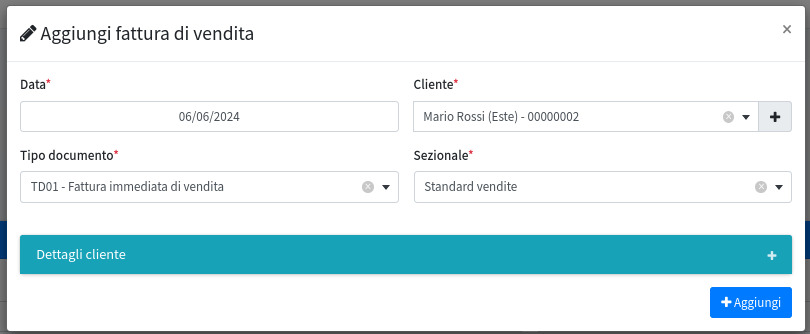 Aggiungi fattura di vendita
×
Data*
Cliente*
06/06/2024
Mario Rossi (Este) - 00000002
Tipo documento*
Sezionale*
TD01 - Fattura immediata di vendita
Standard vendite
Dettagli cliente
Aggiungi